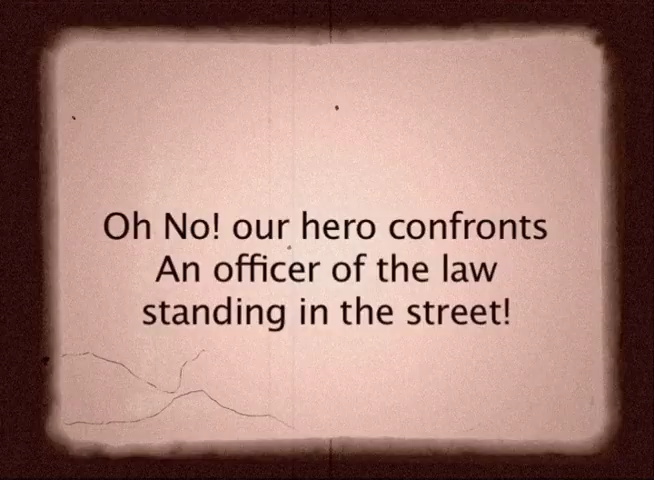 Oh No! our hero confronts
An officer of the law
standing in the street!